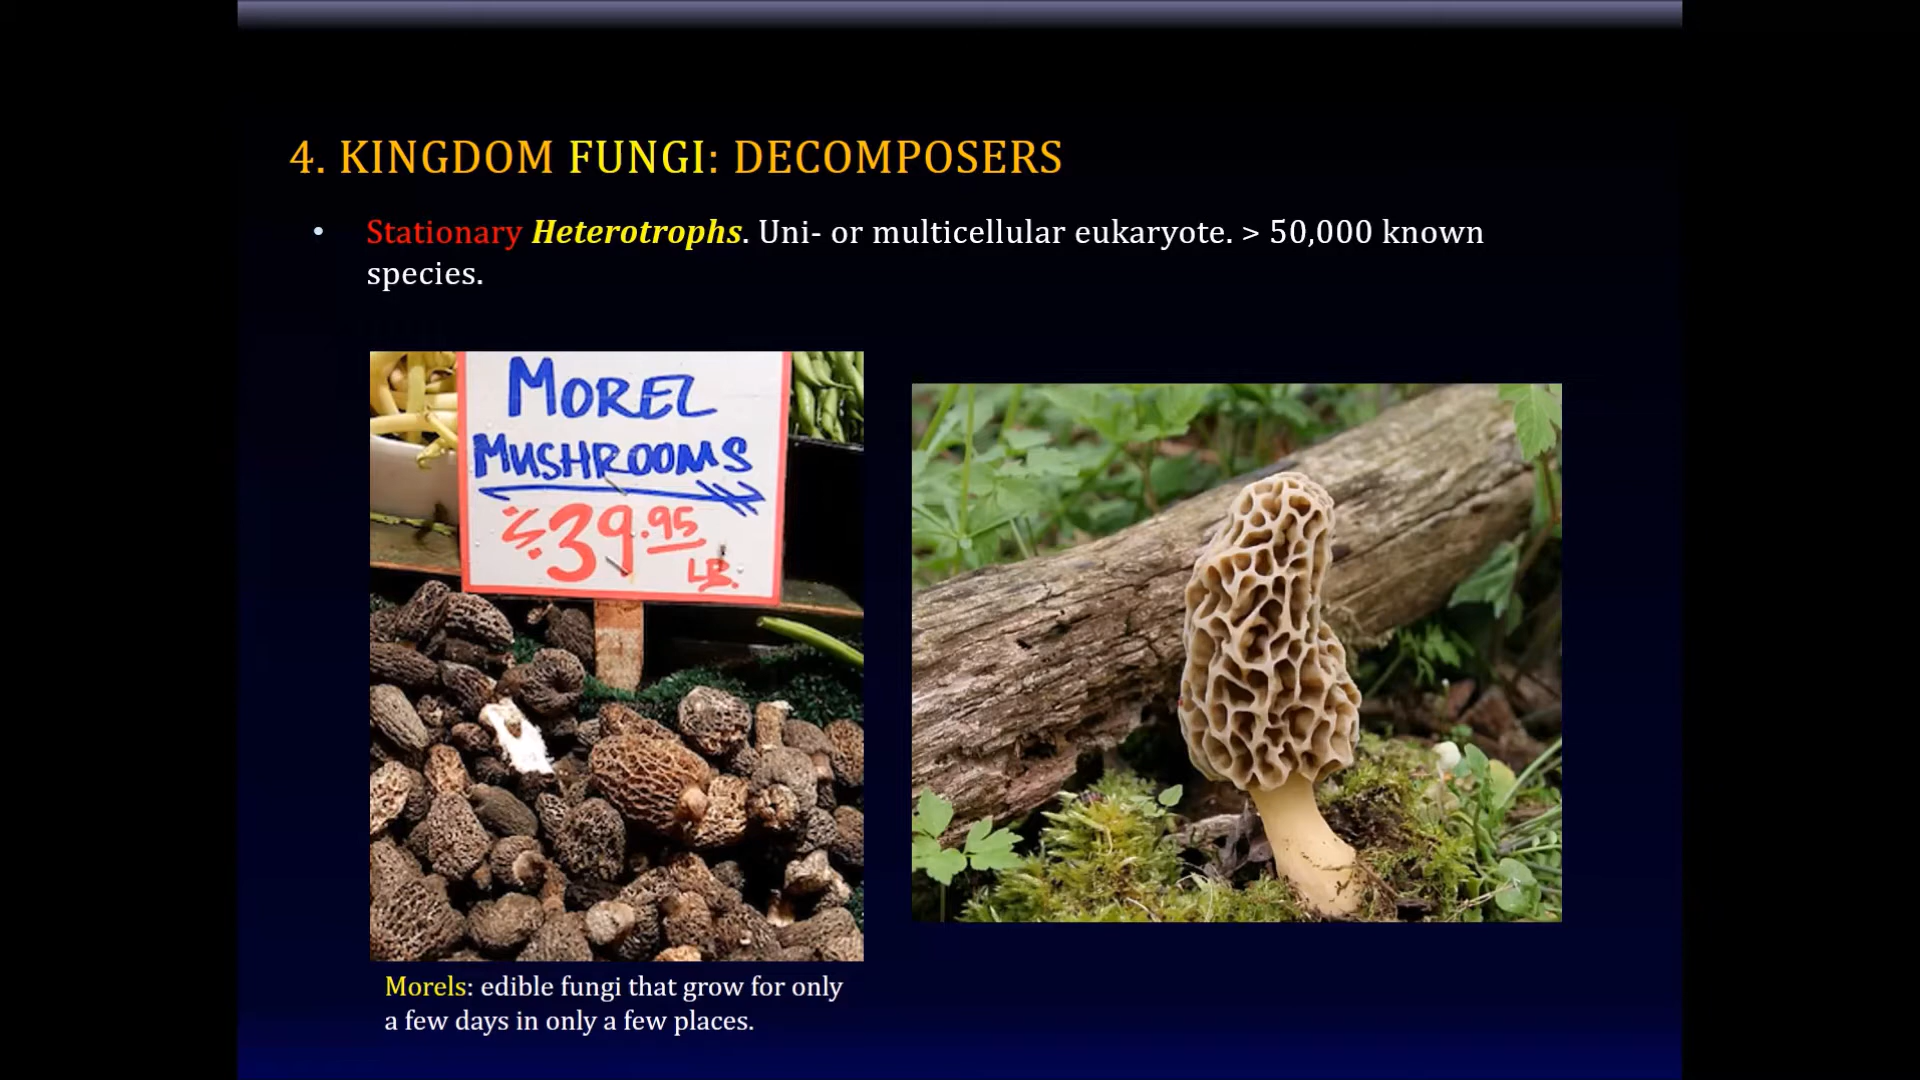 4. KINGDOM FUNGI: DECOMPOSERS
• Stationary Heterotrophs. Uni- or multicellular eukaryote. > 50,000 known
species.
MOREL
MUSHROOMS
$39.95
LB.
Morels: edible fungi that grow for only
a few days in only a few places.